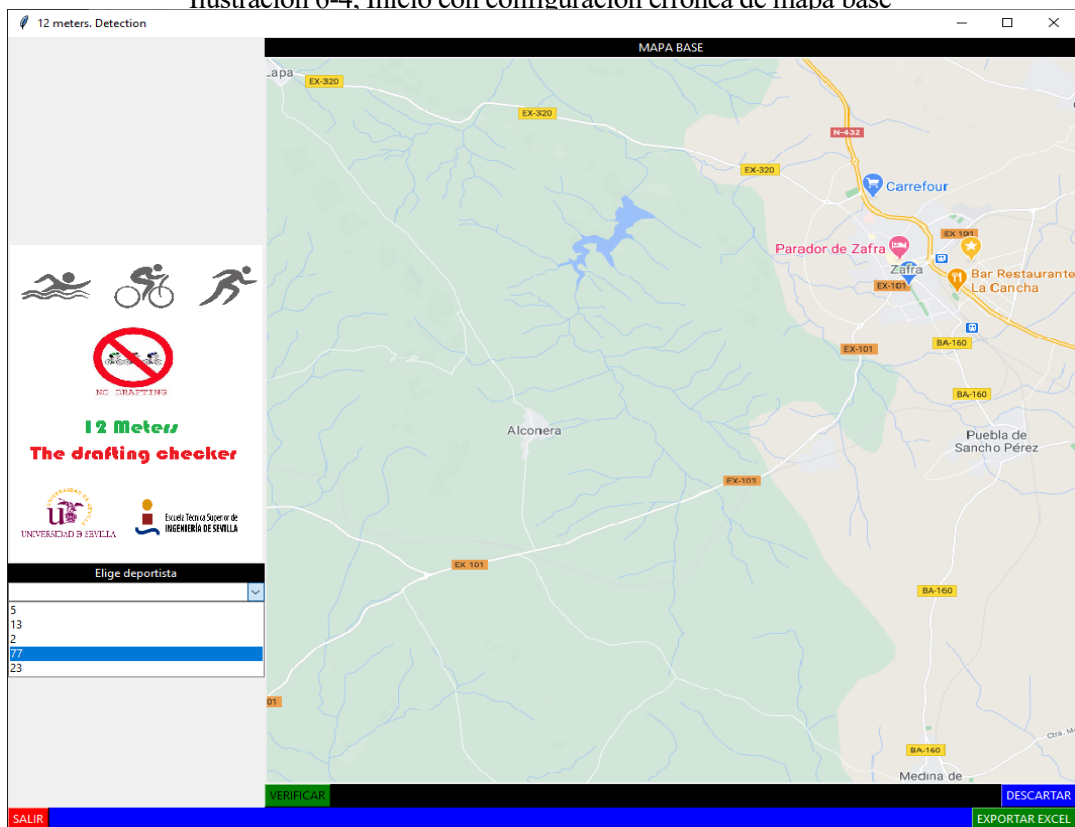 Ilustración 6-4, Inicio con configuración errónea de mapa base
12 meters. Detection
MAPA BASE
Lapa
EX-320
EX-320
EX-320
N-432
Carrefour
EX 101
Parador de Zafra
Zafra
EX-101
Bar Restaurante
La Cancha
BA-160
EX-101
BA-160
Alconera
Puebla de
Sancho Pérez
EX-101
EX 101
BA-160
01
Ctra. M
BA-160
Medina de
NO DRAFTING
12 Meters
The drafting checker
UNIVERSIDAD DE SEVILLA
UNIVERSIDAD D SEVILLA
Escuela Técnica Superior de
INGENIERÍA DE SEVILLA
Elige deportista
5
13
2
77
23
VERIFICAR
DESCARTAR
SALIR
EXPORTAR EXCEL